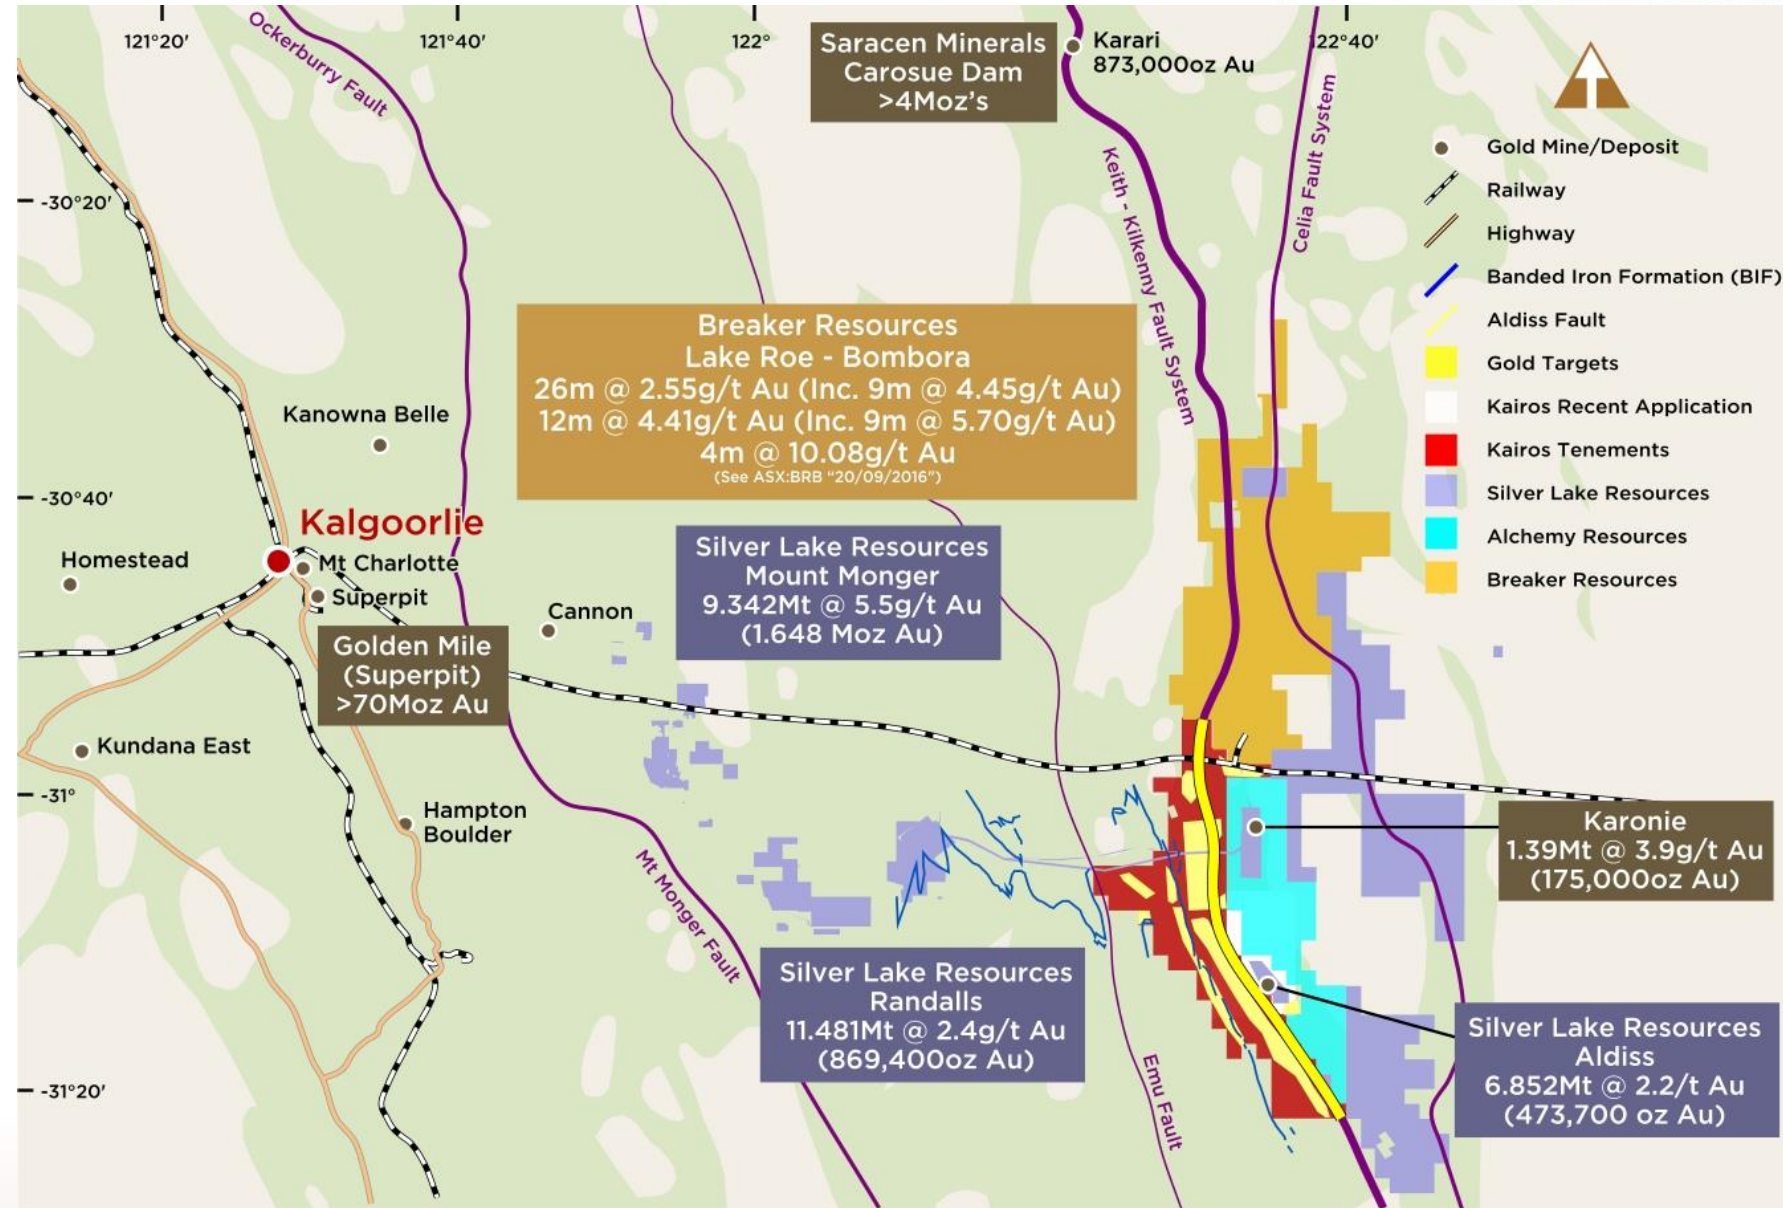 121°20'
121°40'
122°
122°40'
-30°20'
-30°40'
-31°
-31°20'
Ockerburry Fault
Saracen Minerals
Carosue Dam
>4Moz's
Karari
873,000oz Au
Keith - Kilkenny Fault System
Celia Fault System
Gold Mine/Deposit
Railway
Highway
Banded Iron Formation (BIF)
Aldiss Fault
Gold Targets
Kairos Recent Application
Kairos Tenements
Silver Lake Resources
Alchemy Resources
Breaker Resources
Breaker Resources
Lake Roe - Bombora
26m @ 2.55g/t Au (Inc. 9m @ 4.45g/t Au)
12m @ 4.41g/t Au (Inc. 9m @ 5.70g/t Au)
4m @ 10.08g/t Au
(See ASX:BRB "20/09/2016")
Kanowna Belle
Kalgoorlie
Homestead
Mt Charlotte
Superpit
Cannon
Silver Lake Resources
Mount Monger
9.342Mt @ 5.5g/t Au
(1.648 Moz Au)
Golden Mile
(Superpit)
>70Moz Au
Kundana East
Hampton
Boulder
Mt Monger Fault
Karonie
1.39Mt @ 3.9g/t Au
(175,000oz Au)
Silver Lake Resources
Randalls
11.481Mt @ 2.4g/t Au
(869,400oz Au)
Emu Fault
Silver Lake Resources
Aldiss
6.852Mt @ 2.2/t Au
(473,700 oz Au)